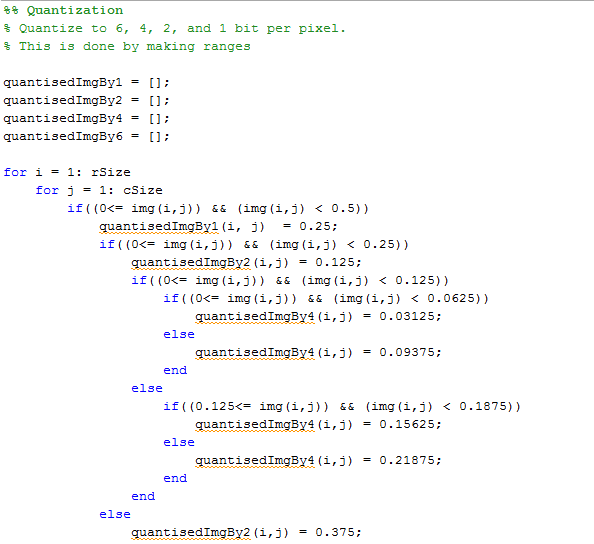 %% Quantization
% Quantize to 6, 4, 2, and 1 bit per pixel.
% This is done by making ranges

quantisedImgBy1 = [];
quantisedImgBy2 = [];
quantisedImgBy4 = [];
quantisedImgBy6 = [];

for i = 1: rSize
    for j = 1: cSize
        if((0<= img(i,j)) && (img(i,j) < 0.5))
            quantisedImgBy1(i, j)  = 0.25;
            if((0<= img(i,j)) && (img(i,j) < 0.25))
                quantisedImgBy2(i,j) = 0.125;
                if((0<= img(i,j)) && (img(i,j) < 0.125))
                    if((0<= img(i,j)) && (img(i,j) < 0.0625))
                        quantisedImgBy4(i,j) = 0.03125;
                    else
                        quantisedImgBy4(i,j) = 0.09375;
                    end
                else
                    if((0.125<= img(i,j)) && (img(i,j) < 0.1875))
                        quantisedImgBy4(i,j) = 0.15625;
                    else
                        quantisedImgBy4(i,j) = 0.21875;
                    end
                end
            else
                quantisedImgBy2(i,j) = 0.375;